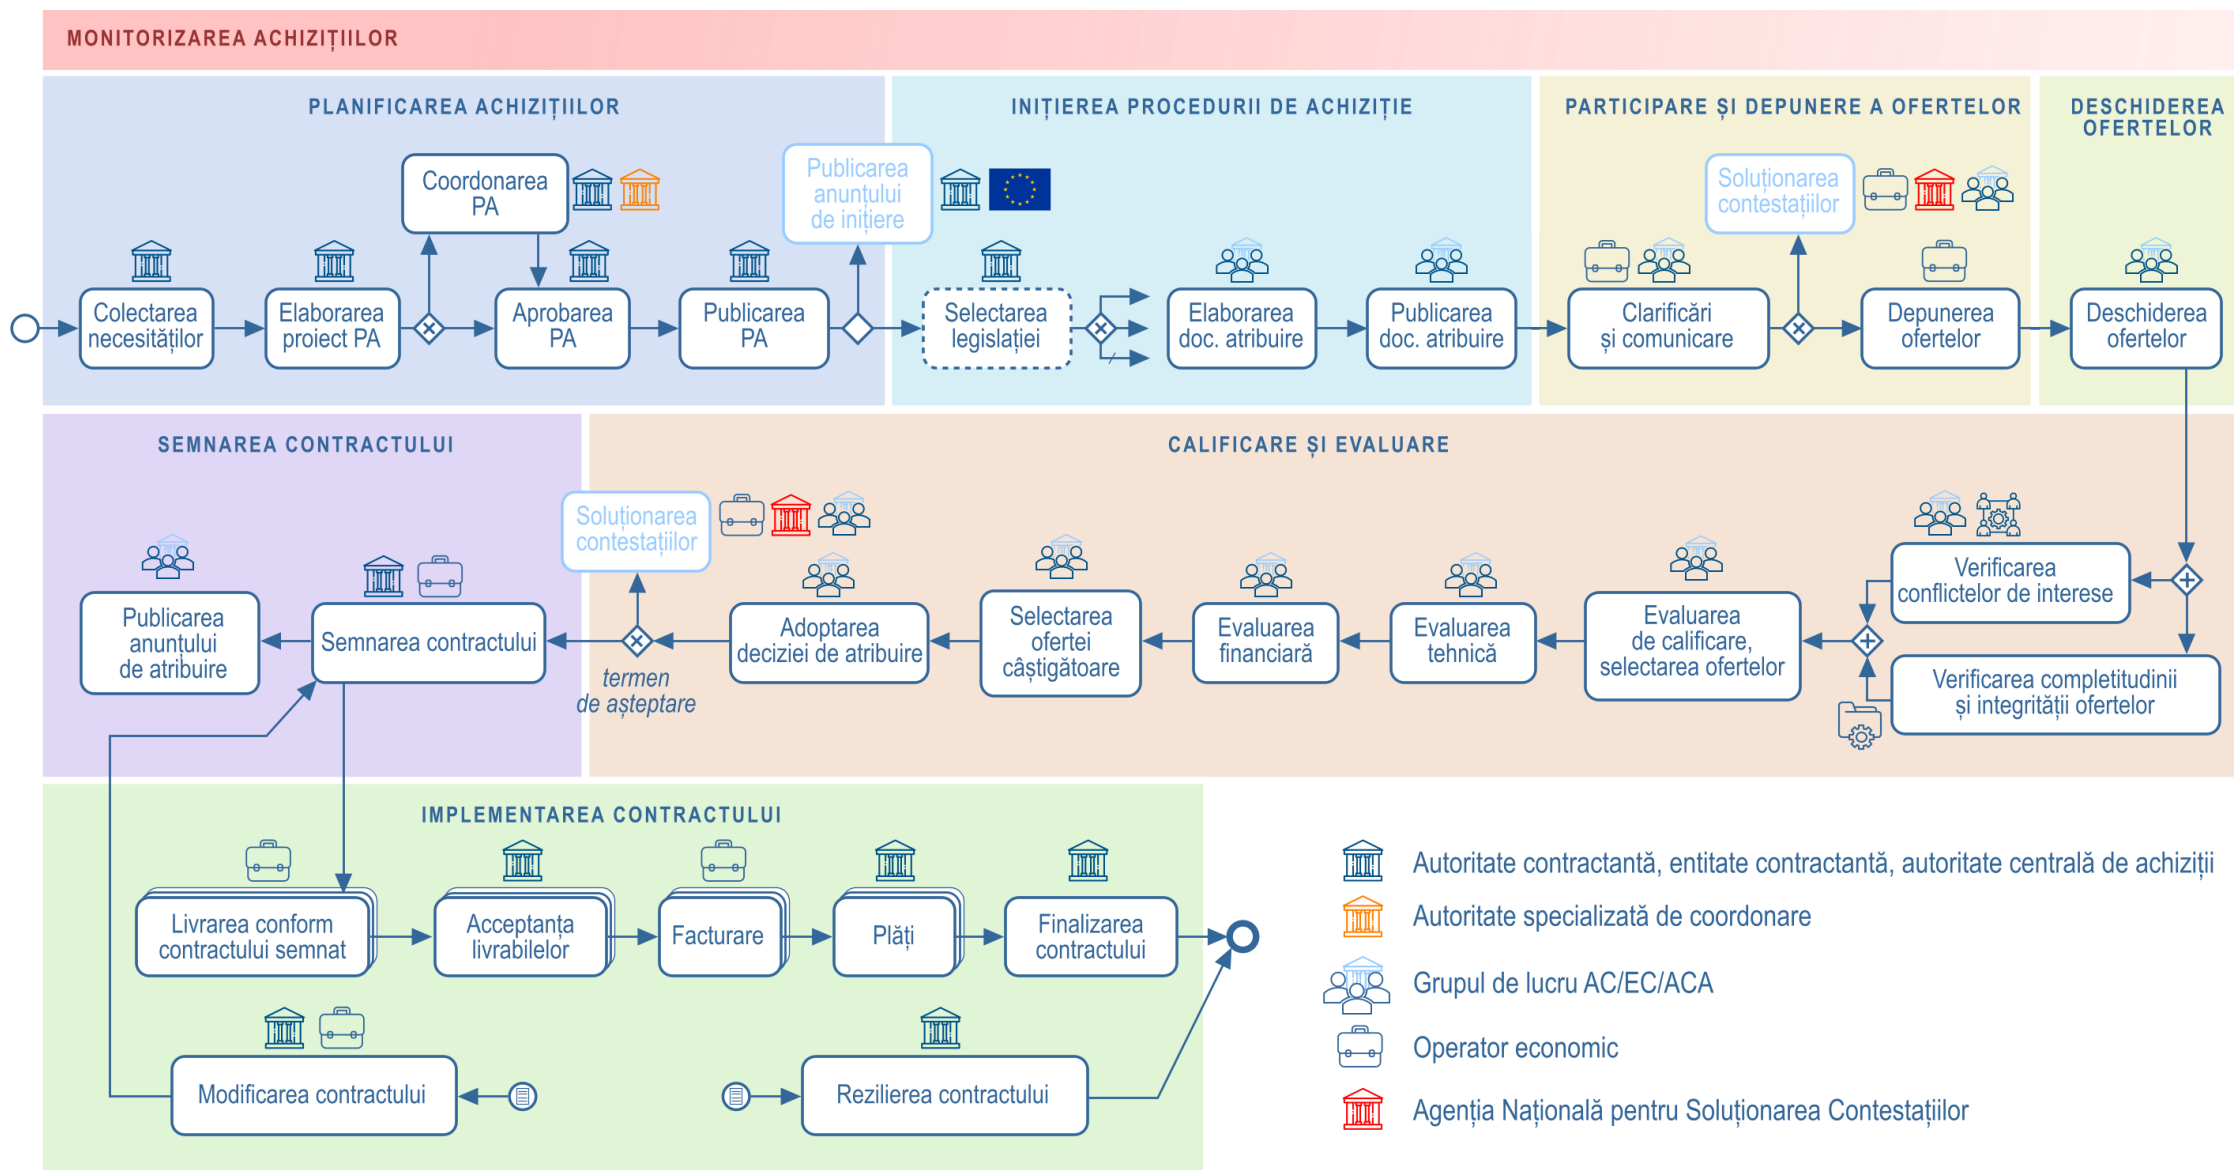 MONITORIZAREA ACHIZIȚIILOR
PLANIFICAREA ACHIZIȚIILOR
Colectarea
necesităților
Elaborarea
proiect PA
Coordonarea
PA
Aprobarea
PA
Publicarea
PA
Publicarea
anunțului
de inițiere
INIȚIEREA PROCEDURII DE ACHIZIȚIE
Selectarea
legislației
Elaborarea
doc. atribuire
Publicarea
doc. atribuire
PARTICIPARE ȘI DEPUNERE A OFERTELOR
Clarificări
și comunicare
Soluționarea
contestațiilor
Depunerea
ofertelor
DESCHIDEREA
OFERTELOR
Deschiderea
ofertelor
CALIFICARE ȘI EVALUARE
Verificarea
conflictelor de interese
Verificarea completitudinii
și integrității ofertelor
Evaluarea
de calificare,
selectarea ofertelor
Evaluarea
tehnică
Evaluarea
financiară
Selectarea
ofertei
câștigătoare
Adoptarea
deciziei de atribuire
Soluționarea
contestațiilor
termen
de așteptare
SEMNAREA CONTRACTULUI
Semnarea contractului
Publicarea
anunțului
de atribuire
IMPLEMENTAREA CONTRACTULUI
Livrarea conform
contractului semnat
Acceptanța
livrabilelor
Facturare
Plăți
Finalizarea
contractului
Modificarea contractului
Rezilierea contractului
Autoritate contractantă, entitate contractantă, autoritate centrală de achiziții
Autoritate specializată de coordonare
Grupul de lucru AC/EC/ACA
Operator economic
Agenția Națională pentru Soluționarea Contestațiilor